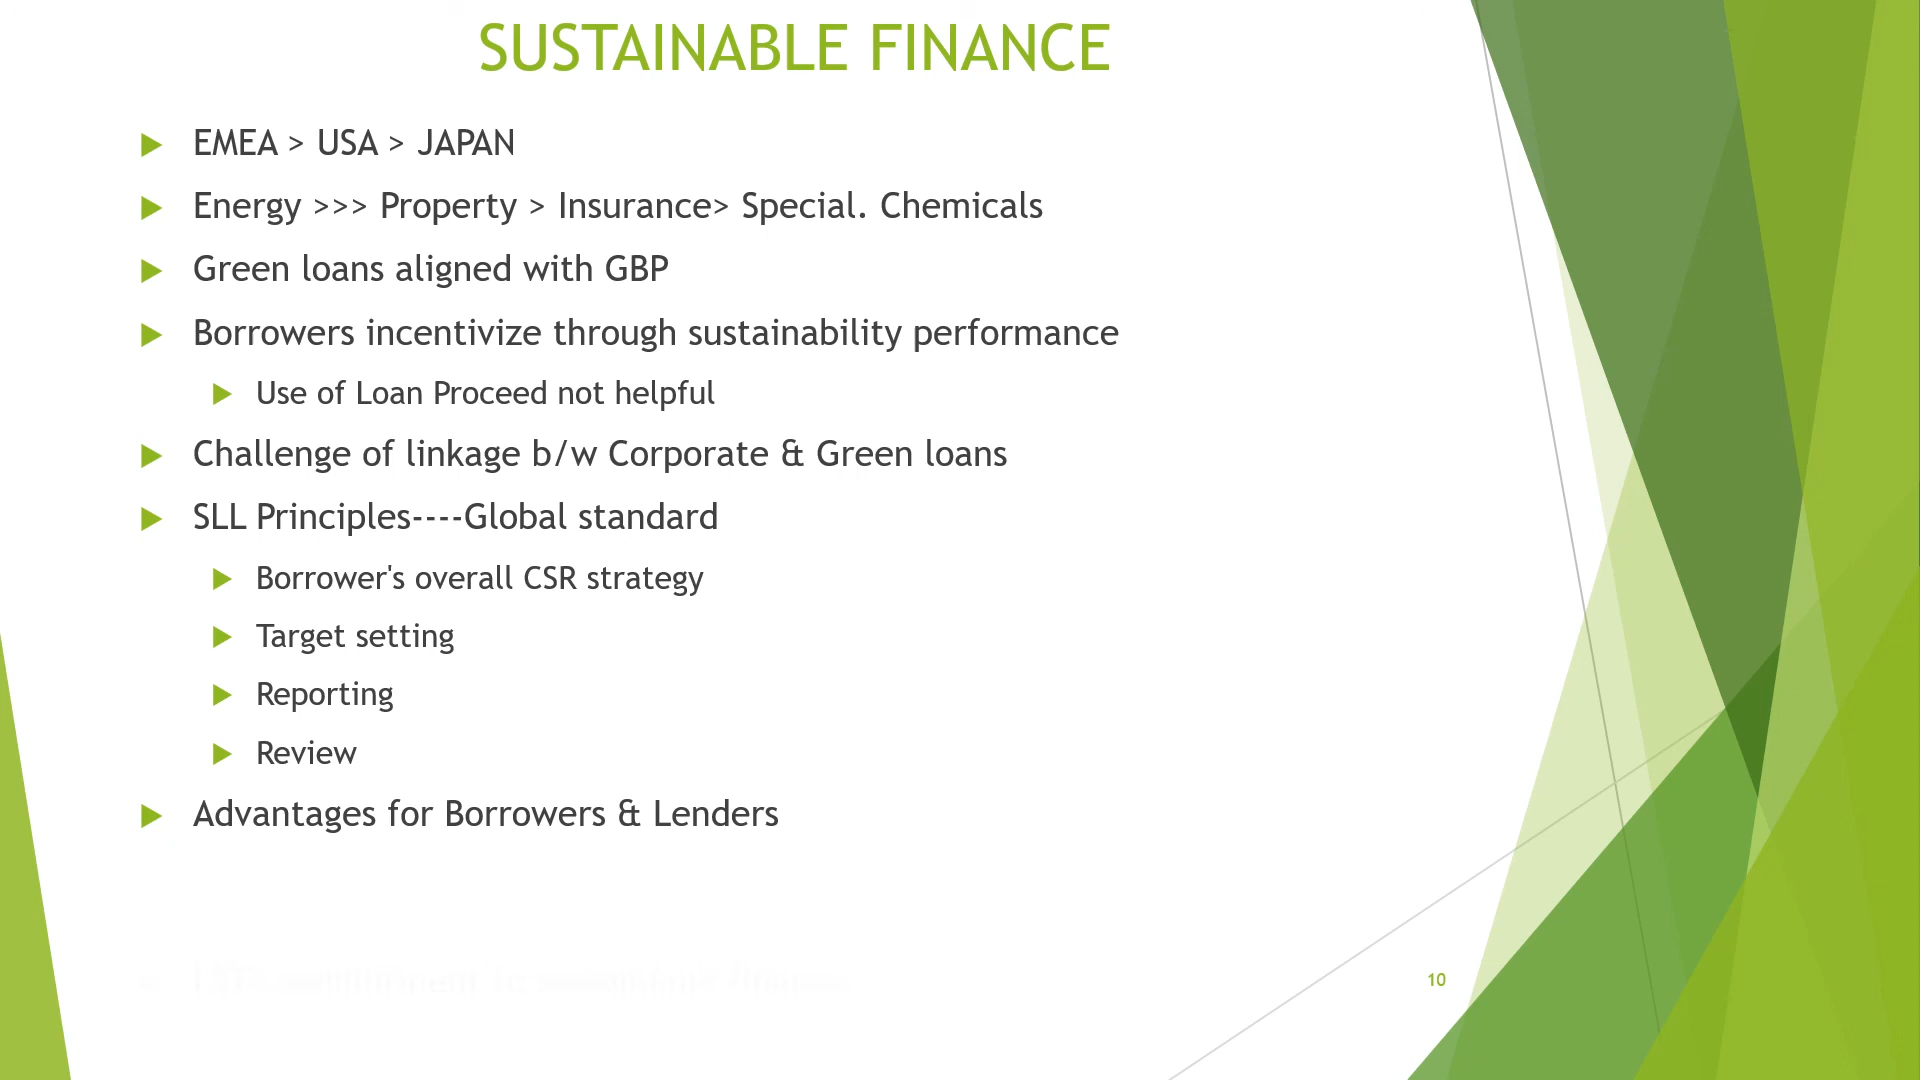 SUSTAINABLE FINANCE
EMEA > USA > JAPAN
Energy >>> Property > Insurance> Special. Chemicals
Green loans aligned with GBP
Borrowers incentivize through sustainability performance
Use of Loan Proceed not helpful
Challenge of linkage b/w Corporate & Green loans
SLL Principles----Global standard
Borrower's overall CSR strategy
Target setting
Reporting
Review
Advantages for Borrowers & Lenders
10